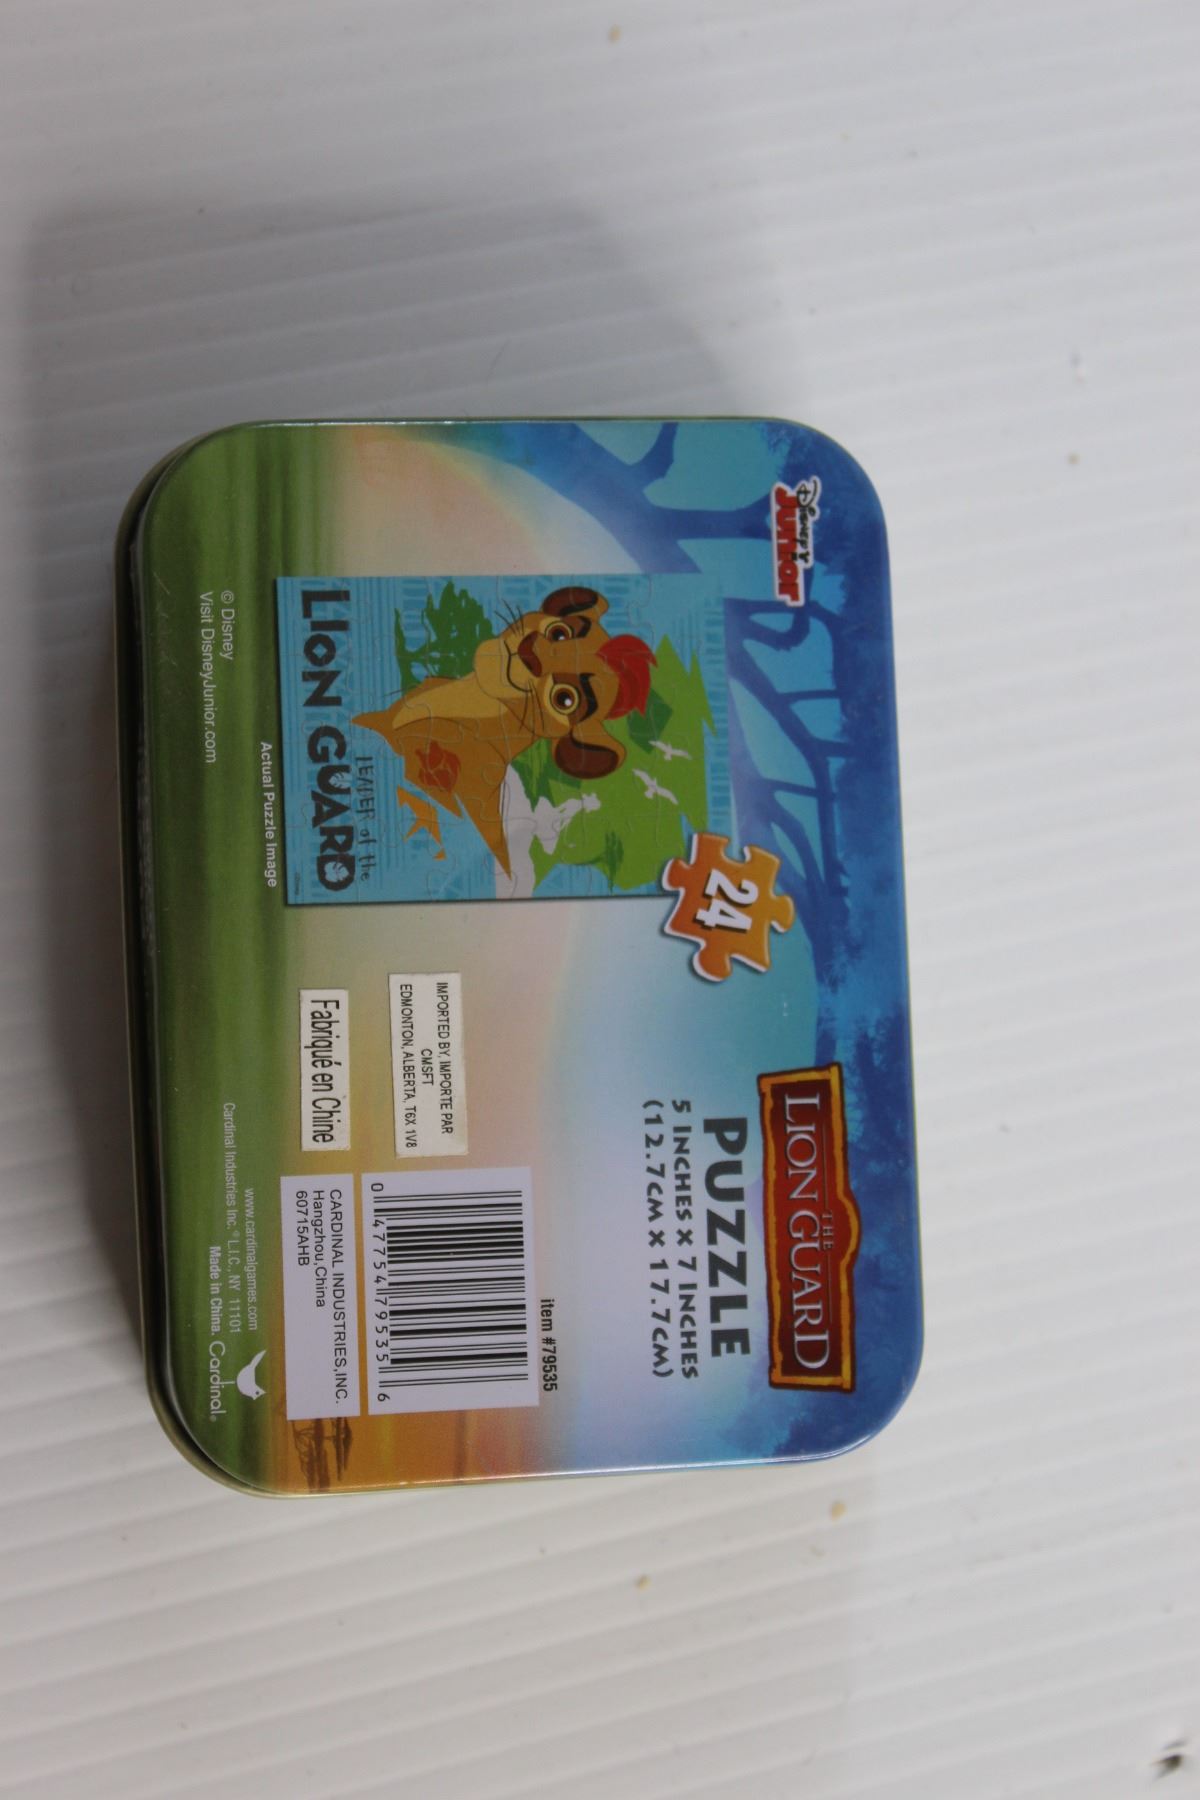 Disney
Junior
THE
LION GUARD
PUZZLE
5 INCHES X 7 INCHES
(12.7CM X 17.7CM)
24
LEADER of the
LION GUARD
Actual Puzzle Image
item #79535
0 47754 79535 6
IMPORTED BY, IMPORTE PAR
CMSFT
EDMONTON, ALBERTA, T6X 1V8
Fabriqué en Chine
CARDINAL INDUSTRIES,INC.
Hangzhou,China
60715AHB
© Disney
Visit DisneyJunior.com
www.cardinalgames.com
Cardinal Industries Inc.® L.I.C., NY 11101
Made in China.
Cardinal®